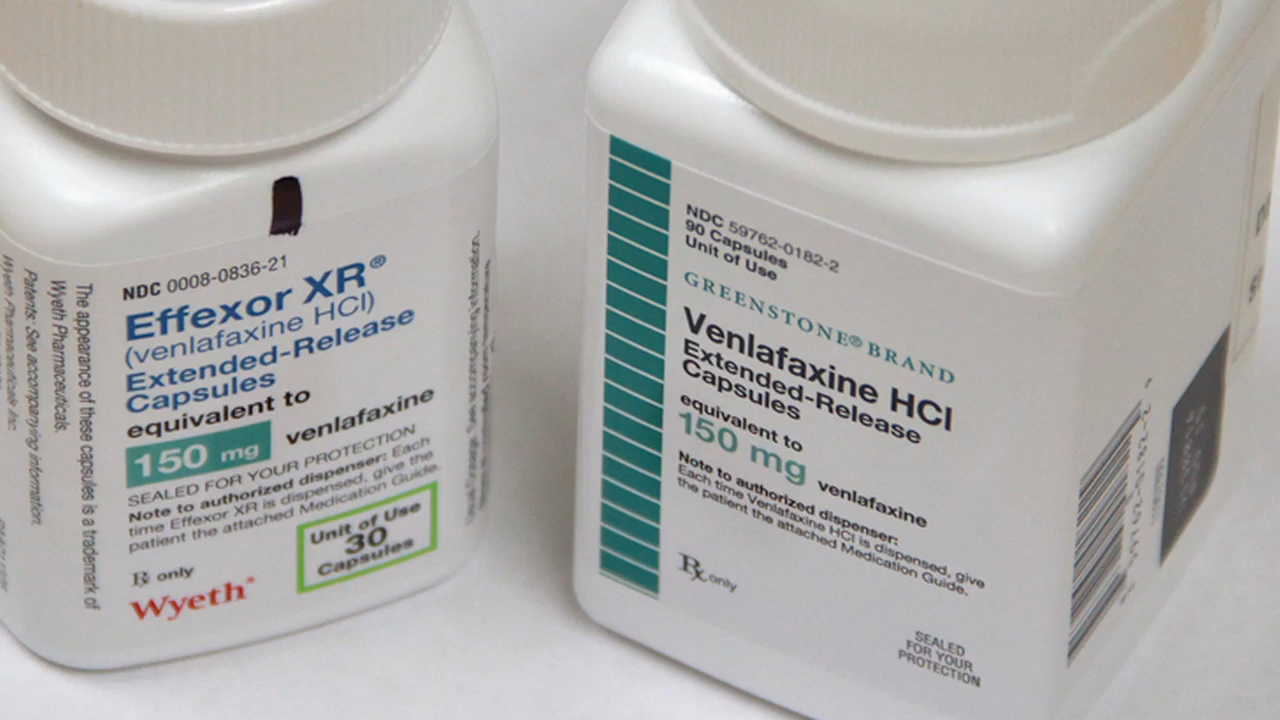 NDC 0008-0836-21
Effexor XR®
(venlafaxine HCl)
Extended-Release
Capsules
equivalent to
150 mg venlafaxine
SEALED FOR YOUR PROTECTION
Note to authorized dispenser: Each
time Effexor XR is dispensed, give the
patient the attached Medication Guide.
Unit of Use
30
Capsules
Rx only
Wyeth®
The appearance of these capsules is a trademark of
Wyeth Pharmaceuticals.
Patents: See accompanying information.
Wyeth Pharmaceuticals Inc.
NDC 59762-0182-2
90 Capsules
Unit of Use
GREENSTONE® BRAND
Venlafaxine HCl
Extended-Release
Capsules
equivalent to
150 mg venlafaxine
Note to authorized dispenser:
Each time Venlafaxine HCl is dispensed, give
the patient the attached Medication Guide.
Rx only
SEALED
FOR YOUR
PROTECTION